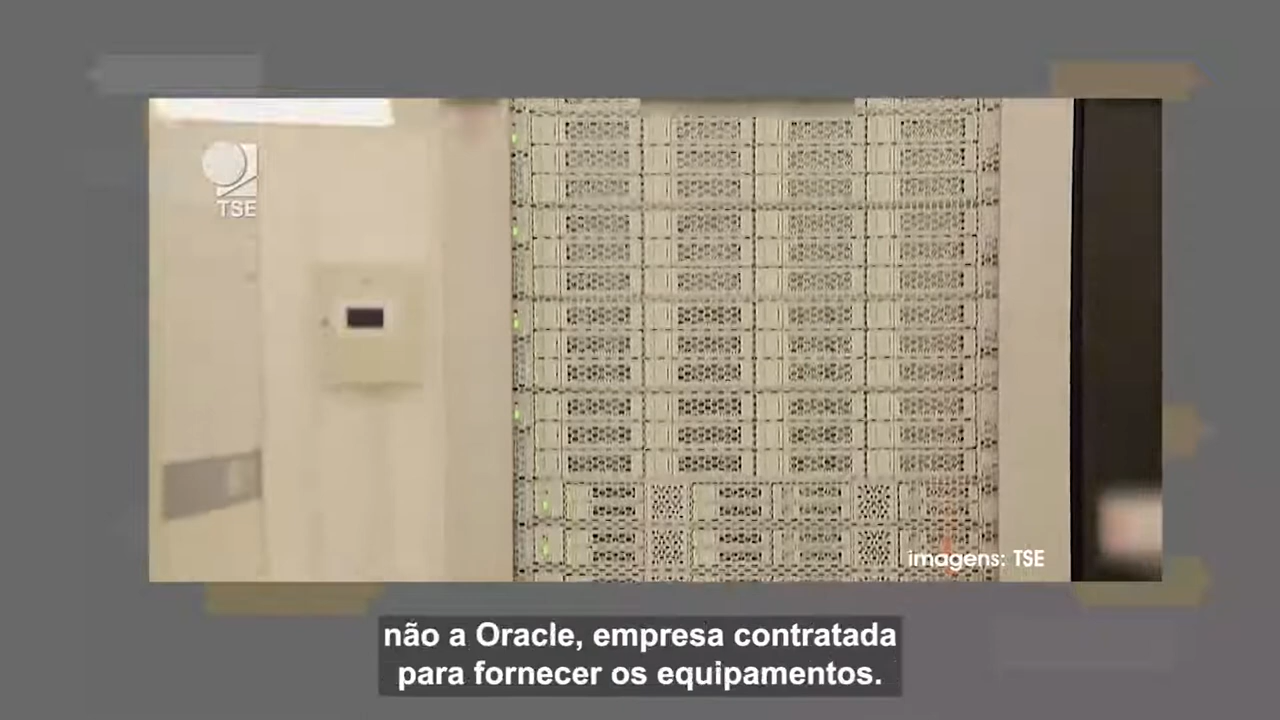 TSE
imagens: TSE
não a Oracle, empresa contratada
para fornecer os equipamentos.